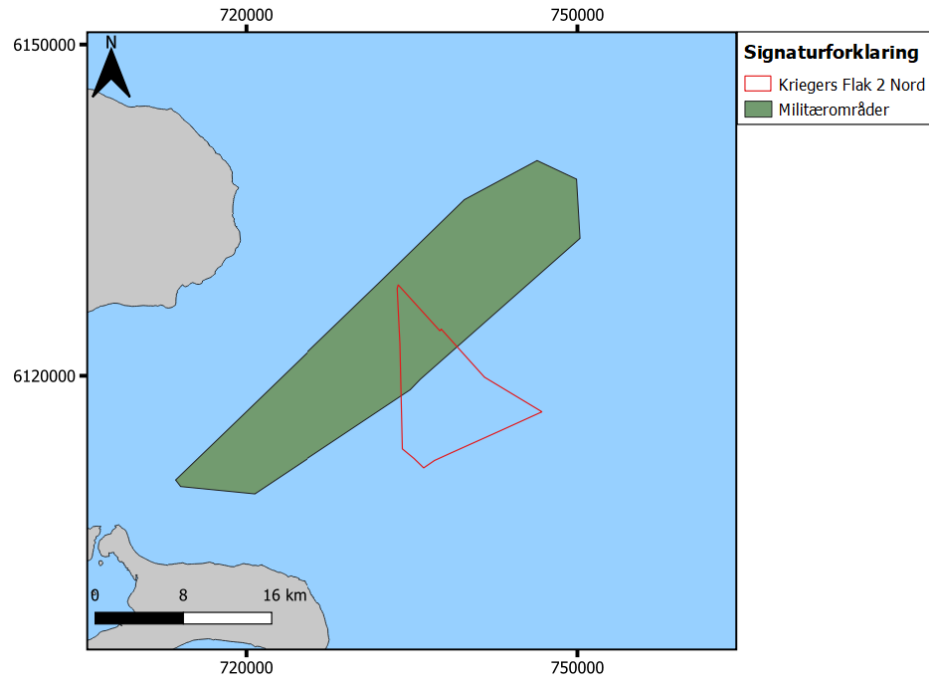 720000 750000
6150000
N
Signaturforklaring
Kriegers Flak 2 Nord
Militærområder
6120000
0 8 16 km
720000 750000